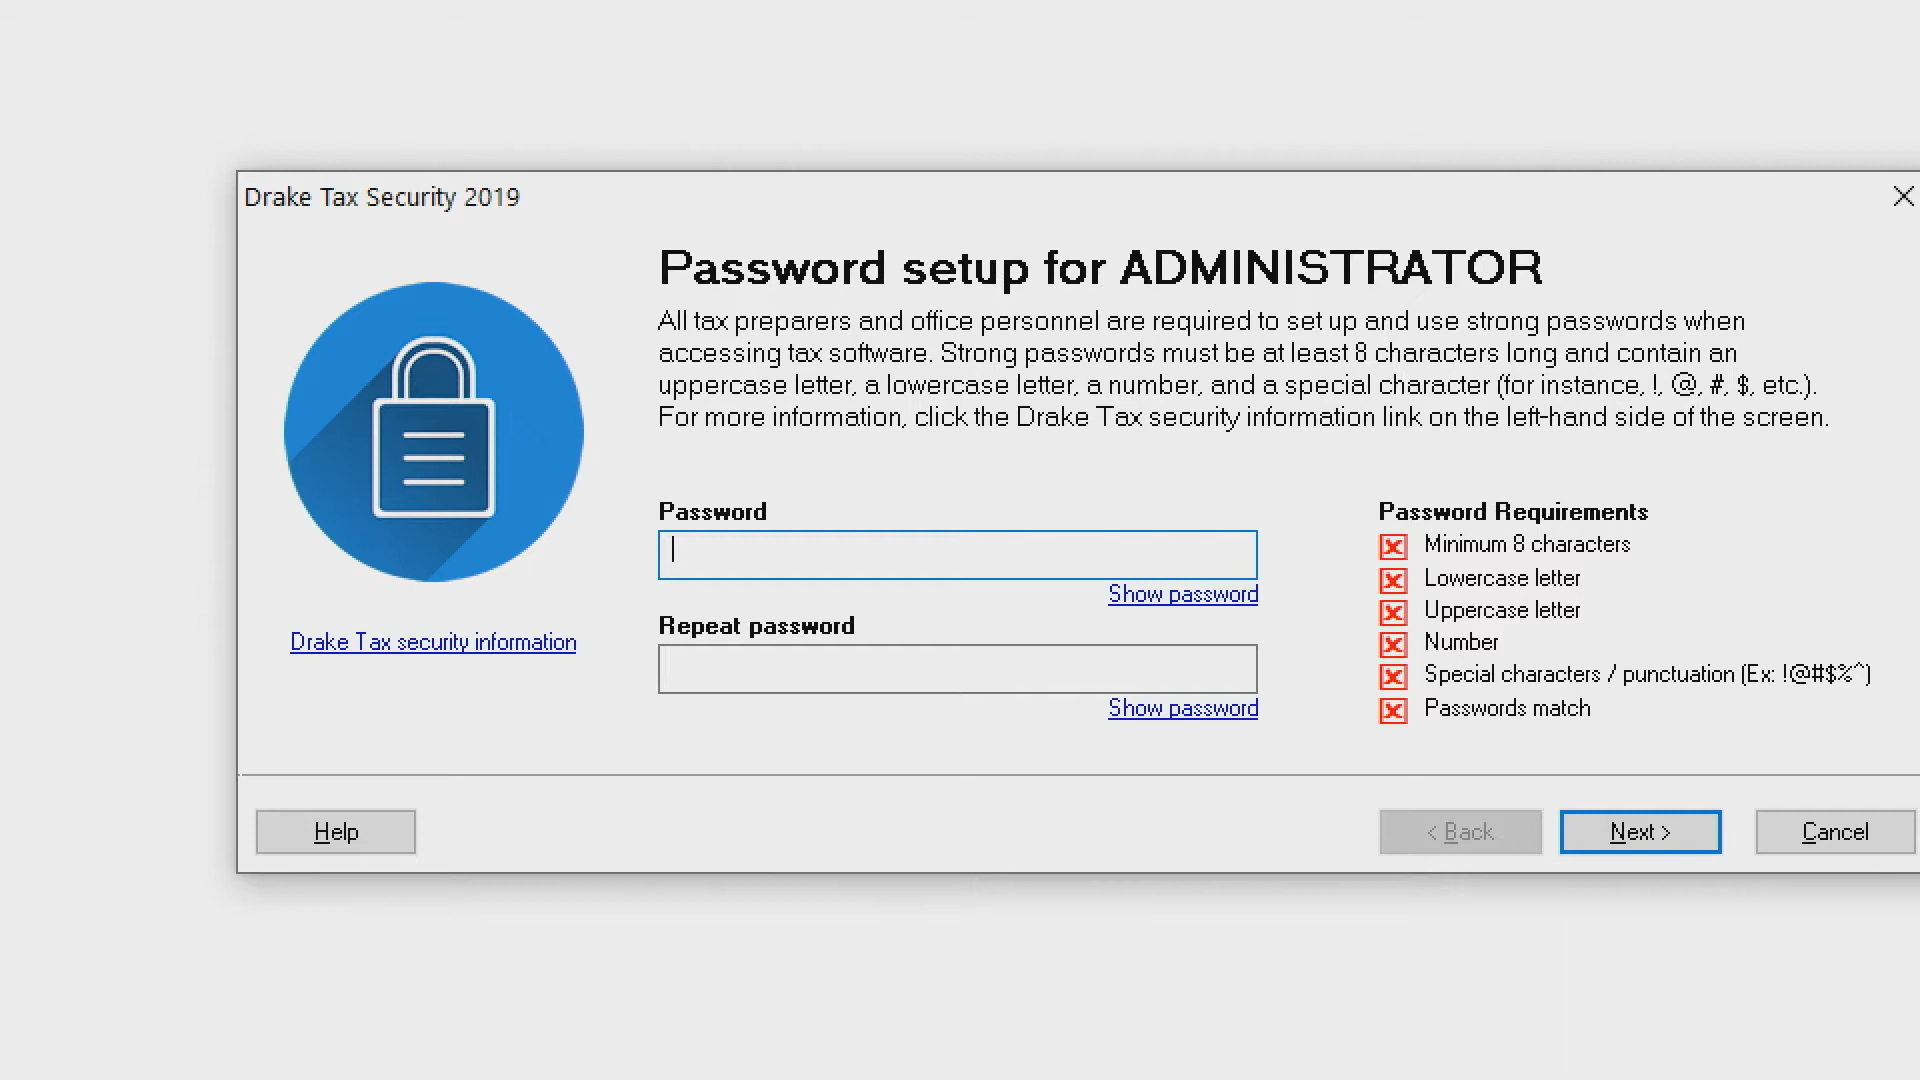 Drake Tax Security 2019
Password setup for ADMINISTRATOR
All tax preparers and office personnel are required to set up and use strong passwords when
accessing tax software. Strong passwords must be at least 8 characters long and contain an
uppercase letter, a lowercase letter, a number, and a special character (for instance, !, @, #, $, etc.).
For more information, click the Drake Tax security information link on the left-hand side of the screen.
Drake Tax security information
Password
Show password
Repeat password
Show password
Password Requirements
Minimum 8 characters
Lowercase letter
Uppercase letter
Number
Special characters / punctuation (Ex: !@#$%^)
Passwords match
Help
< Back
Next >
Cancel